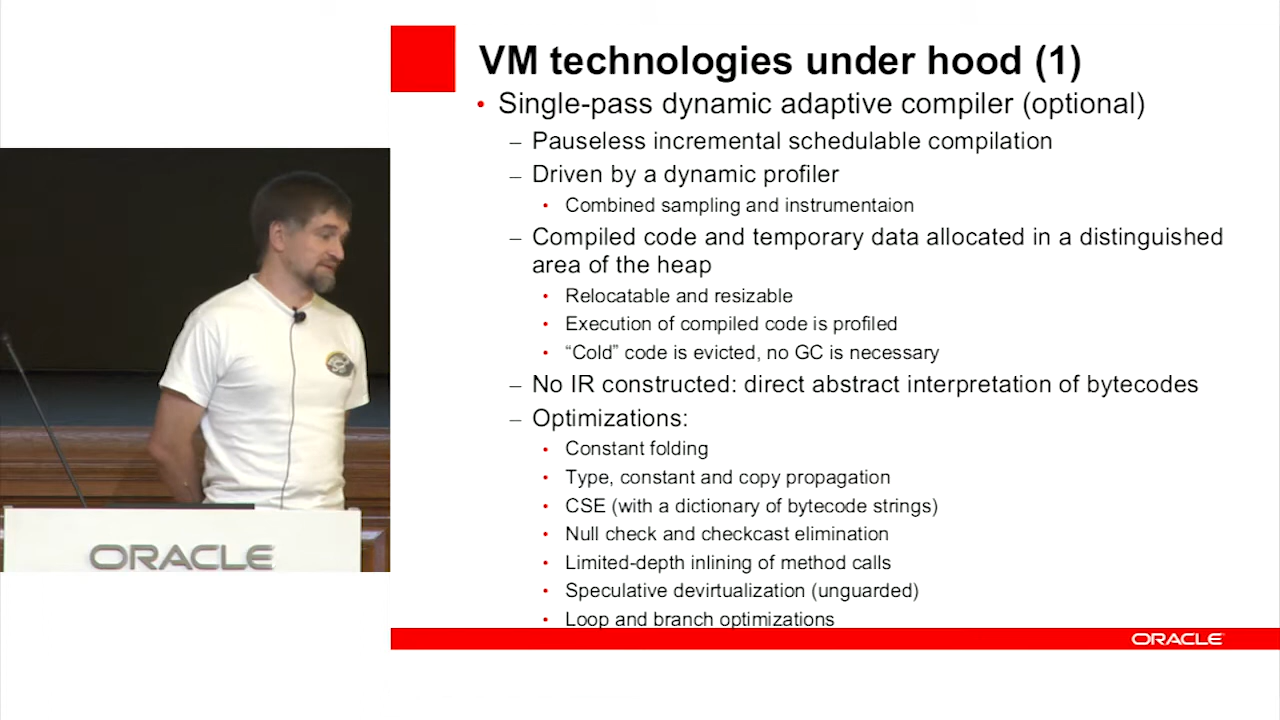 VM technologies under hood (1)
• Single-pass dynamic adaptive compiler (optional)
– Pauseless incremental schedulable compilation
– Driven by a dynamic profiler
• Combined sampling and instrumentaion
– Compiled code and temporary data allocated in a distinguished
area of the heap
• Relocatable and resizable
• Execution of compiled code is profiled
• “Cold” code is evicted, no GC is necessary
– No IR constructed: direct abstract interpretation of bytecodes
– Optimizations:
• Constant folding
• Type, constant and copy propagation
• CSE (with a dictionary of bytecode strings)
• Null check and checkcast elimination
• Limited-depth inlining of method calls
• Speculative devirtualization (unguarded)
• Loop and branch optimizations
ORACLE
ORACLE